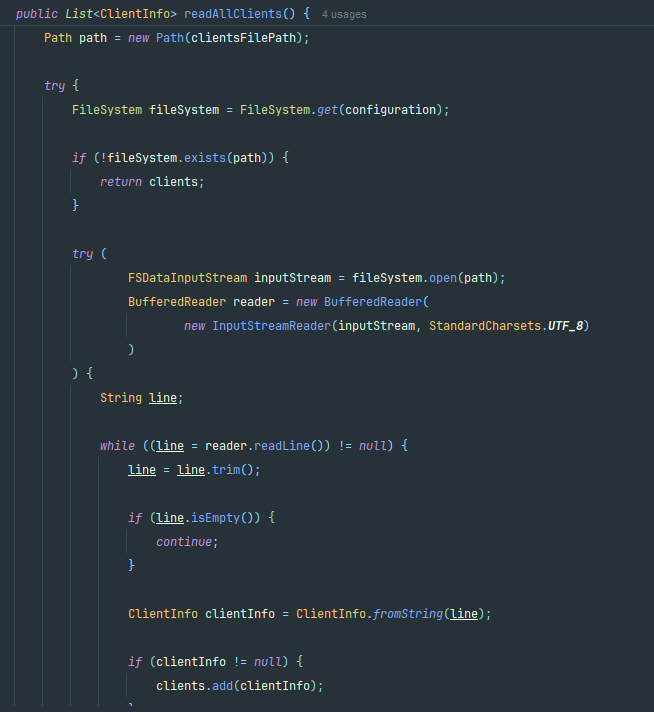 public List<ClientInfo> readAllClients() { 4 usages
Path path = new Path(clientsFilePath);
try {
FileSystem fileSystem = FileSystem.get(configuration);
if (!fileSystem.exists(path)) {
return clients;
}
try (
FSDataInputStream inputStream = fileSystem.open(path);
BufferedReader reader = new BufferedReader(
new InputStreamReader(inputStream, StandardCharsets.UTF_8)
)
) {
String line;
while ((line = reader.readLine()) != null) {
line = line.trim();
if (line.isEmpty()) {
continue;
}
ClientInfo clientInfo = ClientInfo.fromString(line);
if (clientInfo != null) {
clients.add(clientInfo);
}